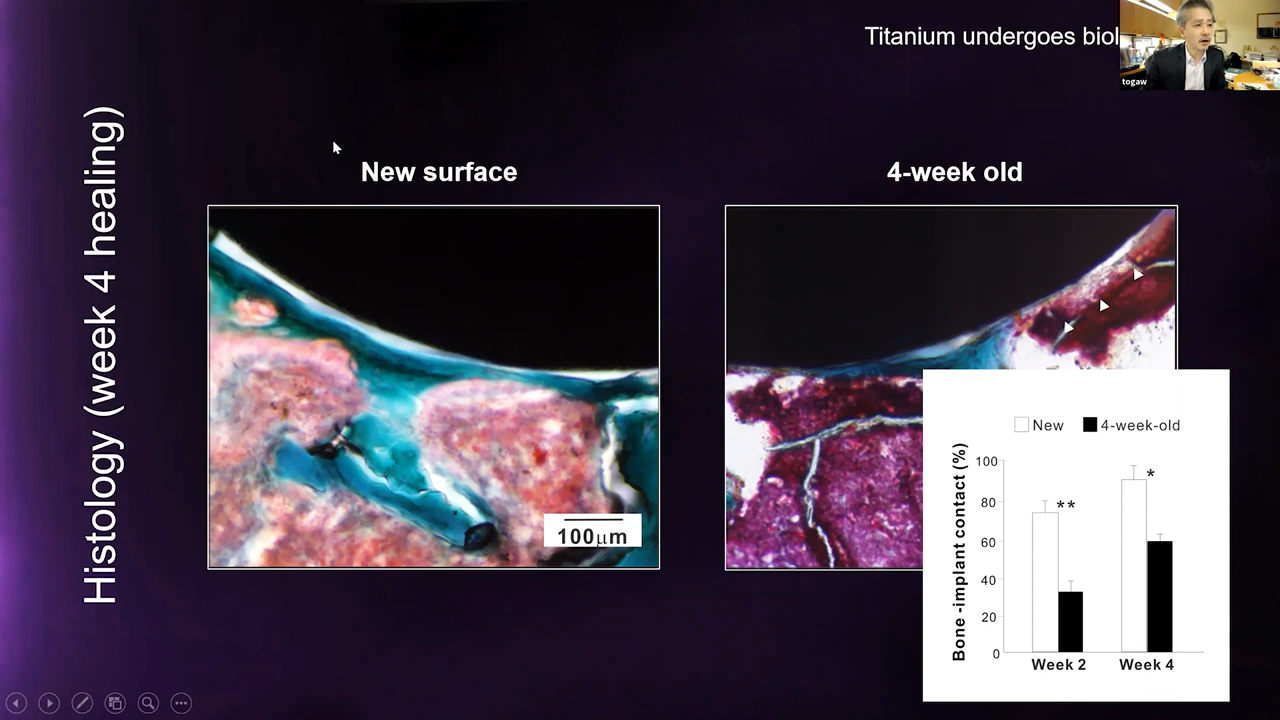 Titanium undergoes biol
togaw
Histology (week 4 healing)
New surface
4-week old
100μm
New
4-week-old
Bone -implant contact (%)
100
80
60
40
20
0
**
*
Week 2
Week 4